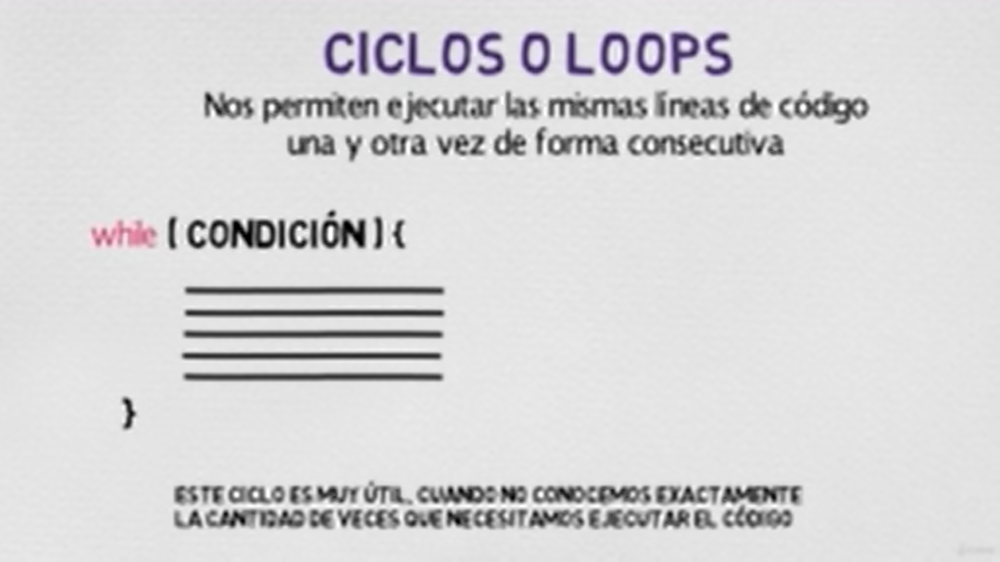 CICLOS O LOOPS
Nos permiten ejecutar las mismas líneas de código
una y otra vez de forma consecutiva
while ( CONDICIÓN ) {
}
ESTE CICLO ES MUY ÚTIL, CUANDO NO CONOCEMOS EXACTAMENTE
LA CANTIDAD DE VECES QUE NECESITAMOS EJECUTAR EL CÓDIGO